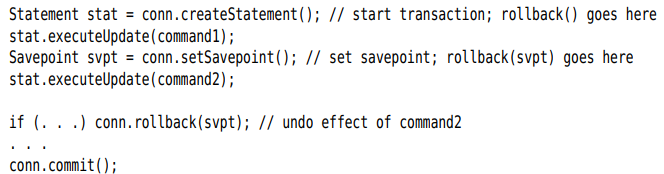 Statement stat = conn.createStatement(); // start transaction; rollback() goes here
stat.executeUpdate(command1);
Savepoint svpt = conn.setSavepoint(); // set savepoint; rollback(svpt) goes here
stat.executeUpdate(command2);
if (. . .) conn.rollback(svpt); // undo effect of command2
. . .
conn.commit();